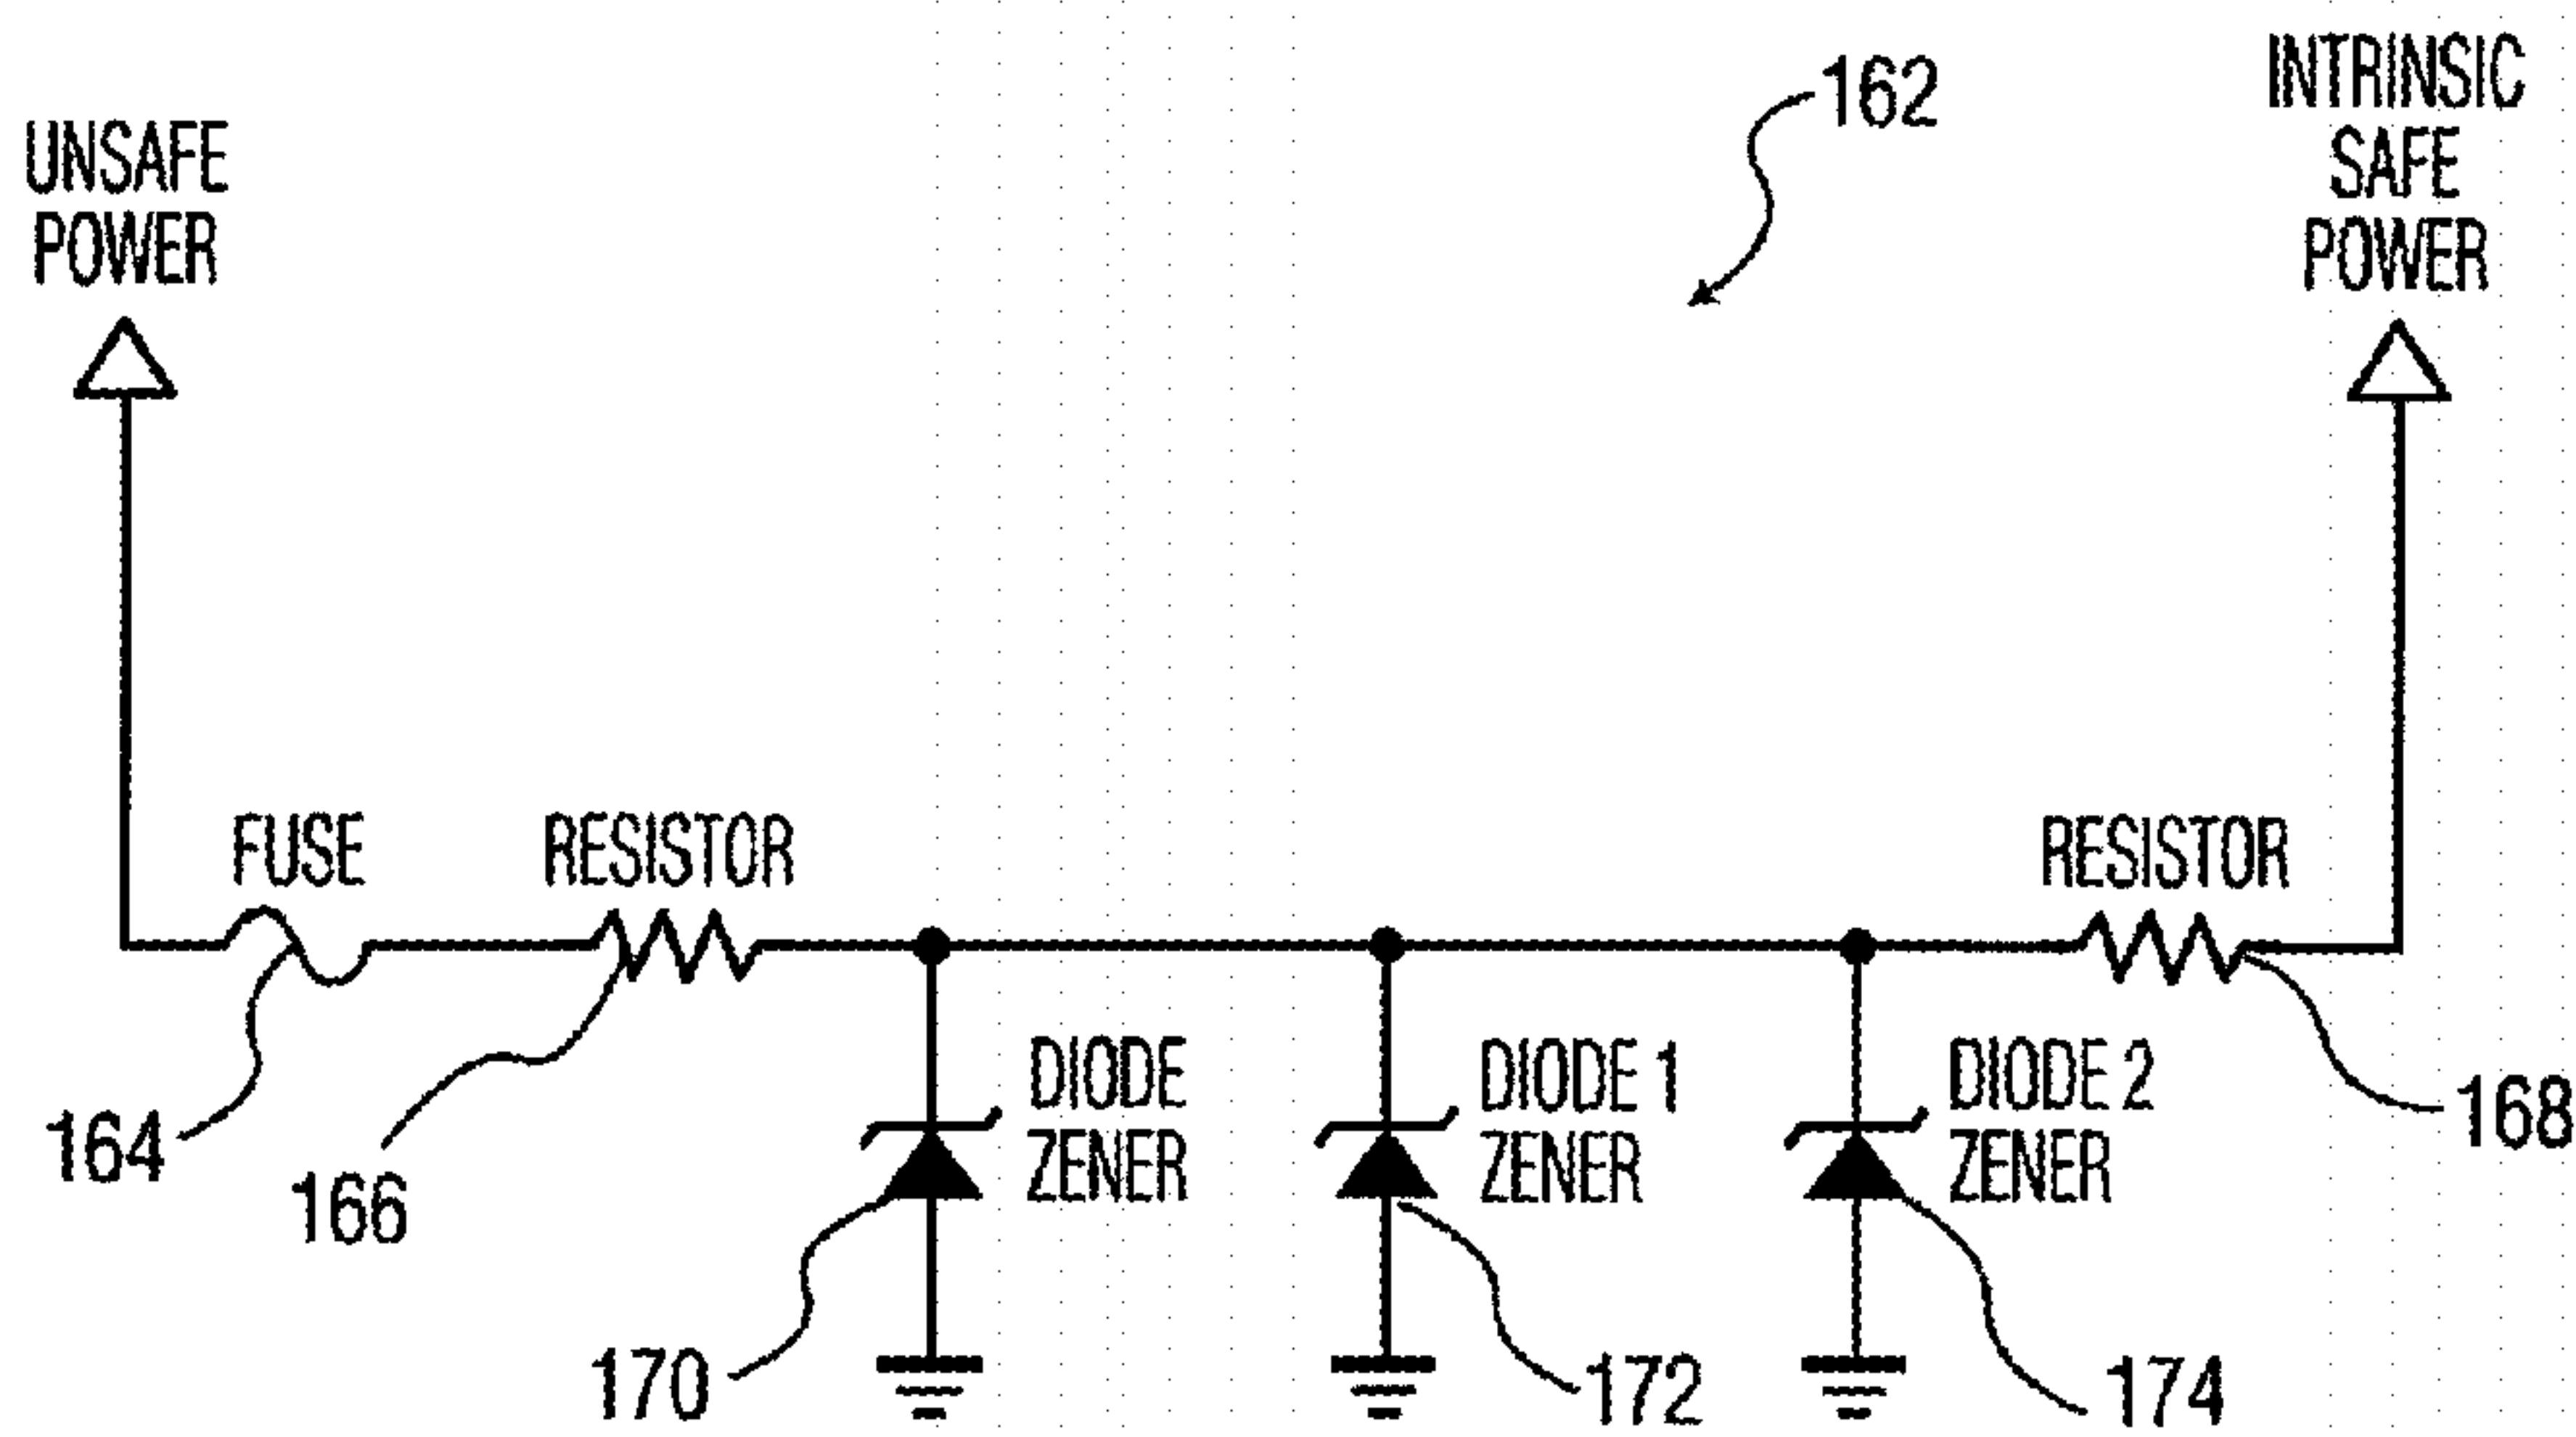 UNSAFE
POWER
162
INTRINSIC
SAFE
POWER
FUSE
RESISTOR
RESISTOR
164
166
DIODE
ZENER
DIODE 1
ZENER
DIODE 2
ZENER
168
170
172
174